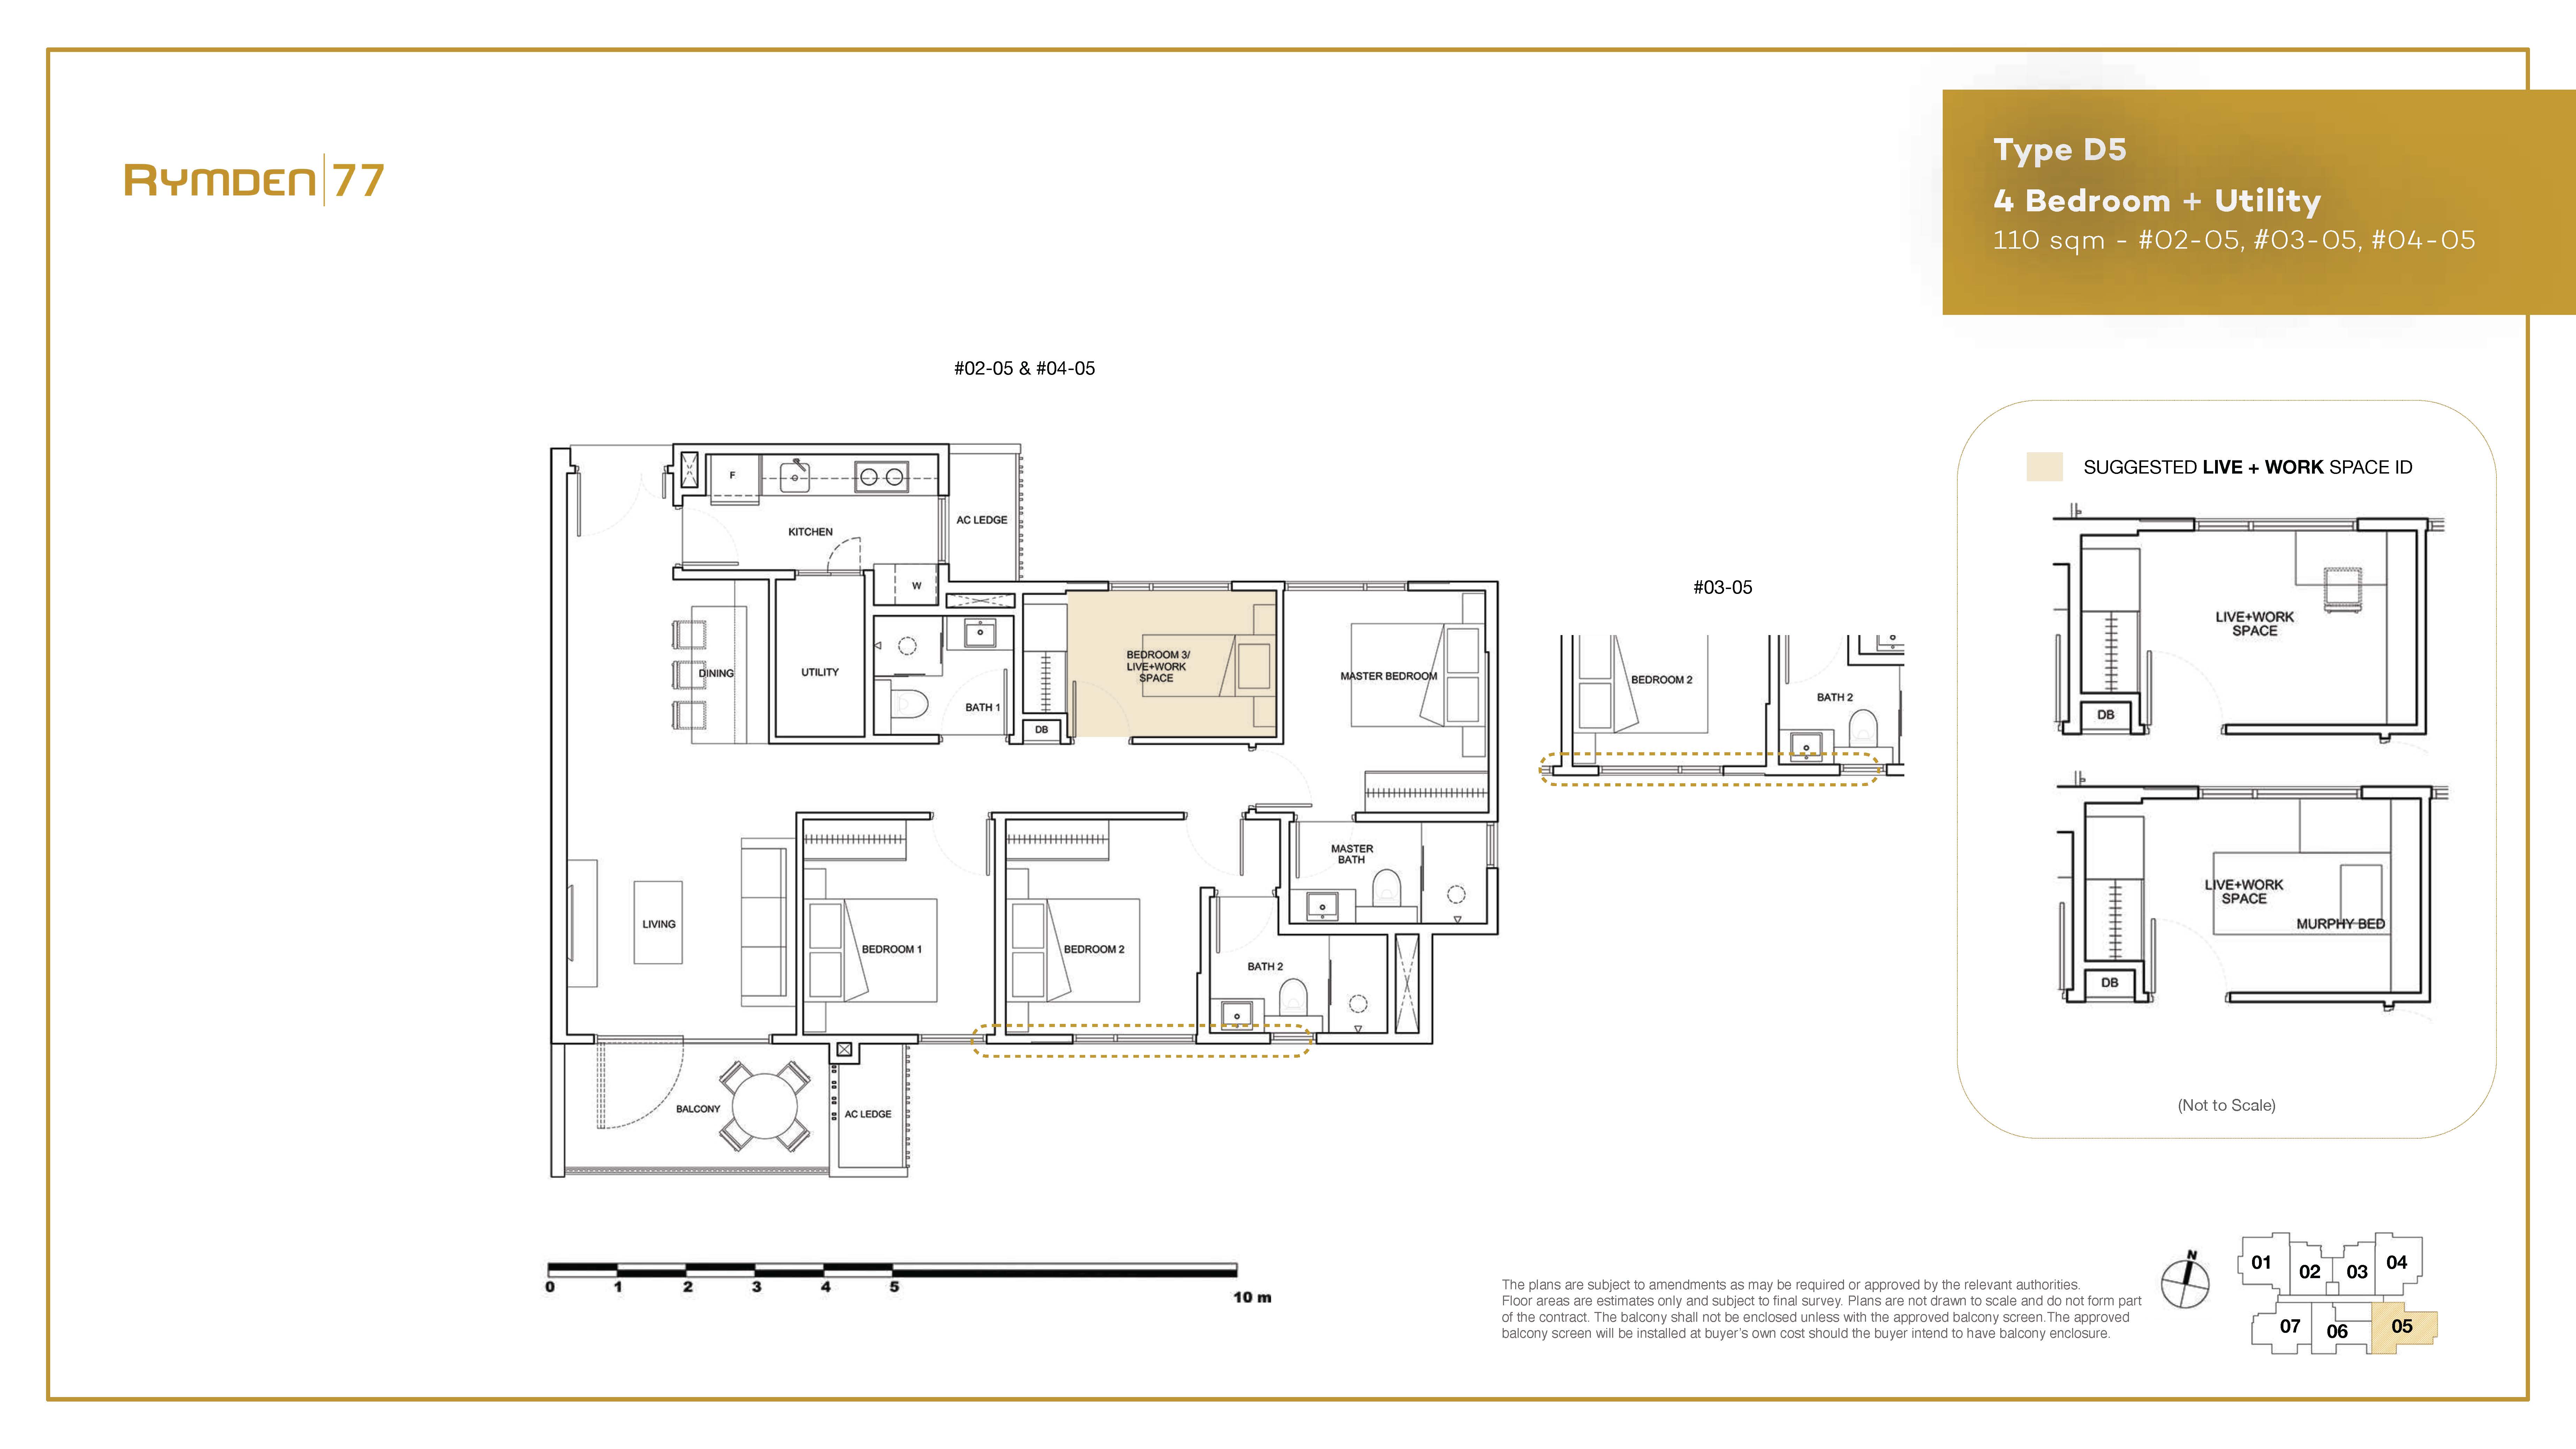 RYMDEN 77
Type D5
4 Bedroom + Utility
110 sqm - #02-05, #03-05, #04-05
#02-05 & #04-05
F
KITCHEN
AC LEDGE
W
DINING
UTILITY
BATH 1
DB
BEDROOM 3/
LIVE+WORK
SPACE
MASTER BEDROOM
MASTER
BATH
LIVING
BEDROOM 1
BEDROOM 2
BATH 2
BALCONY
AC LEDGE
#03-05
BEDROOM 2
BATH 2
SUGGESTED LIVE + WORK SPACE ID
LIVE+WORK
SPACE
DB
LIVE+WORK
SPACE
MURPHY BED
DB
(Not to Scale)
0 1 2 3 4 5 10 m
The plans are subject to amendments as may be required or approved by the relevant authorities.
Floor areas are estimates only and subject to final survey. Plans are not drawn to scale and do not form part
of the contract. The balcony shall not be enclosed unless with the approved balcony screen.The approved
balcony screen will be installed at buyer's own cost should the buyer intend to have balcony enclosure.
N
01
02
03
04
07
06
05